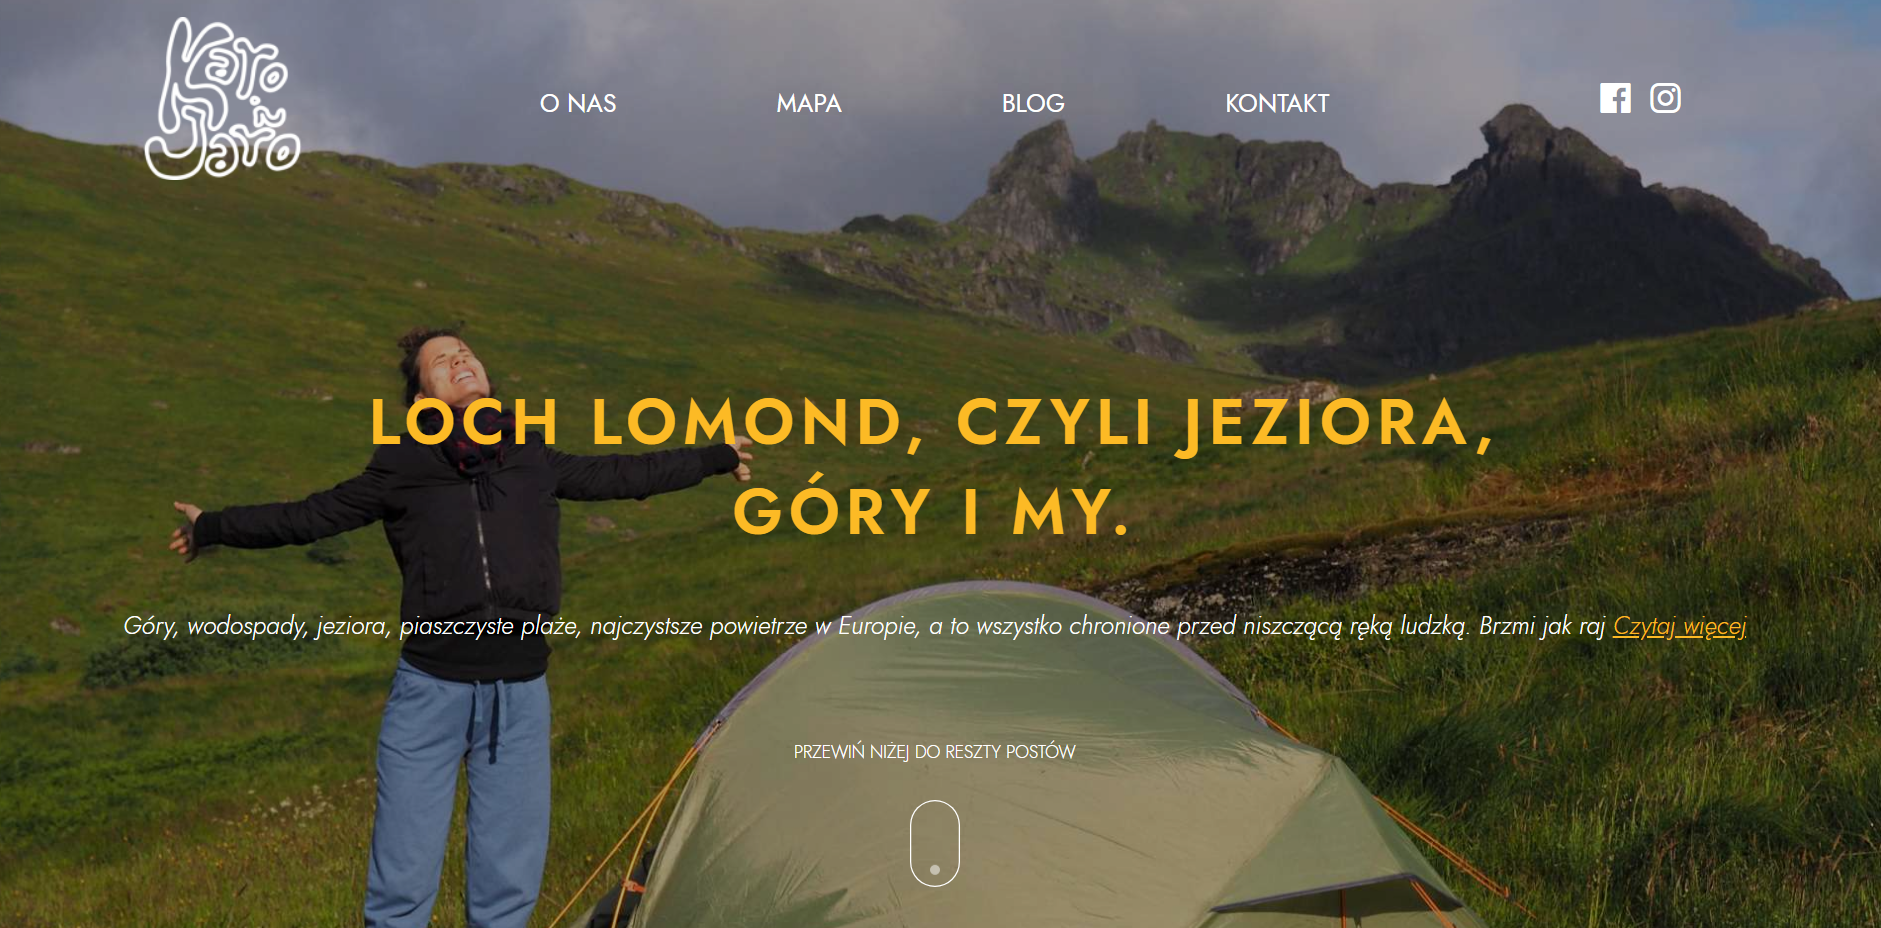 Karo
i
Jaro
O NAS
MAPA
BLOG
KONTAKT
LOCH LOMOND, CZYLI JEZIORA,
GÓRY I MY.
Góry, wodospady, jeziora, piaszczyste plaże, najczystsze powietrze w Europie, a to wszystko chronione przed niszczącą ręką ludzką. Brzmi jak raj Czytaj więcej
PRZEWIŃ NIŻEJ DO RESZTY POSTÓW